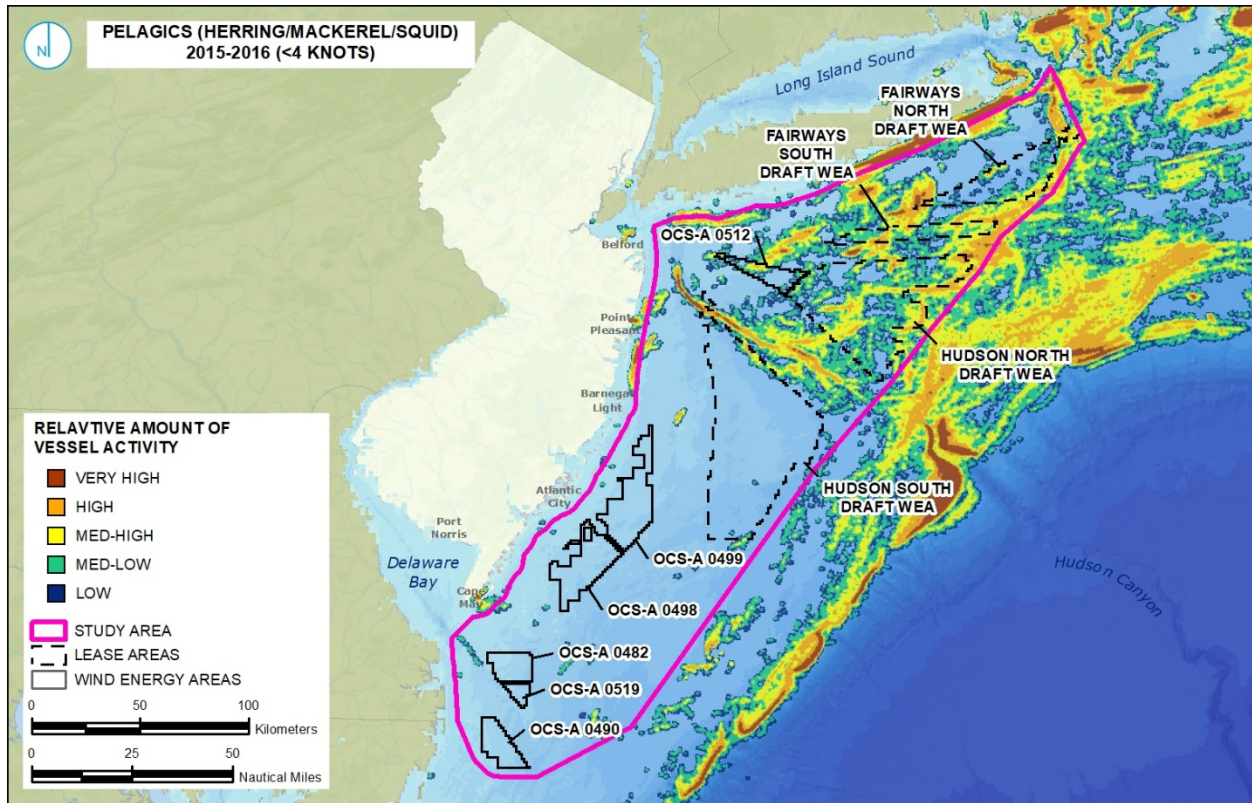 N
PELAGICS (HERRING/MACKEREL/SQUID)
2015-2016 (<4 KNOTS)
Long Island Sound
FAIRWAYS
NORTH
DRAFT WEA
FAIRWAYS
SOUTH
DRAFT WEA
OCS-A 0512
Belford
Point
Pleasant
HUDSON NORTH
DRAFT WEA
Barnegat
Light
HUDSON SOUTH
DRAFT WEA
Atlantic
City
Port
Norris
Delaware
Bay
Cape
May
OCS-A 0499
OCS-A 0498
OCS-A 0482
OCS-A 0519
OCS-A 0490
Hudson Canyon
RELAVTIVE AMOUNT OF
VESSEL ACTIVITY
VERY HIGH
HIGH
MED-HIGH
MED-LOW
LOW
STUDY AREA
LEASE AREAS
WIND ENERGY AREAS
0 50 100
Kilometers
0 25 50
Nautical Miles